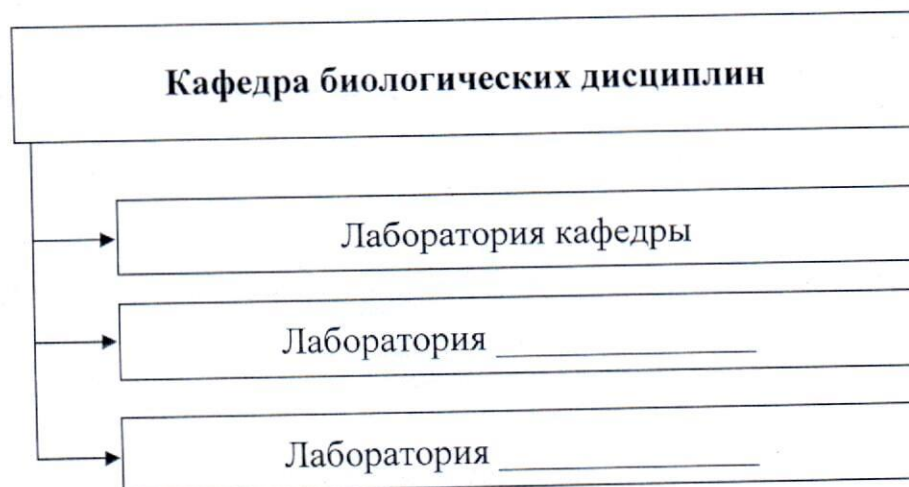 Кафедра биологических дисциплин
Лаборатория кафедры
Лаборатория _______________
Лаборатория _______________